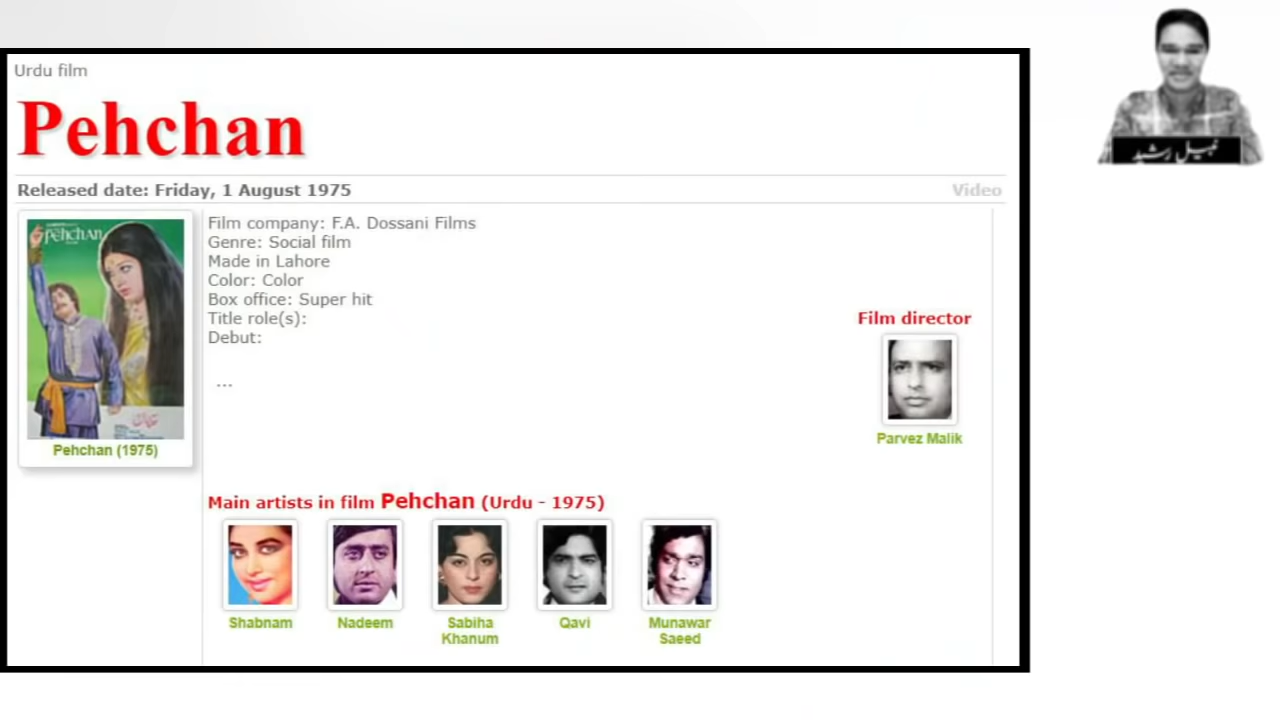 Urdu film
Pehchan
Released date: Friday, 1 August 1975
Video
Pehchan
Pehchan (1975)
Film company: F.A. Dossani Films
Genre: Social film
Made in Lahore
Color: Color
Box office: Super hit
Title role(s):
Debut:
...
Film director
Parvez Malik
Main artists in film Pehchan (Urdu - 1975)
Shabnam
Nadeem
Sabiha
Khanum
Qavi
Munawar
Saeed
نبیل رشید